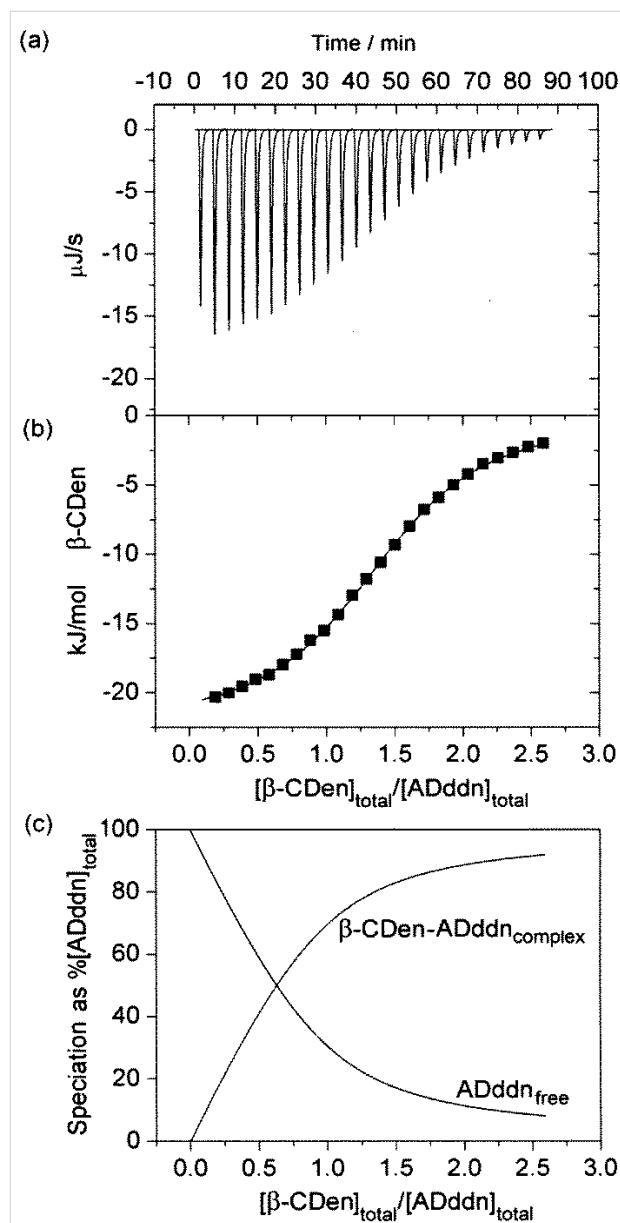 (a)
Time / min
-10 0 10 20 30 40 50 60 70 80 90 100
0
-5
-10
-15
-20
μJ/s
(b)
0
-5
-10
-15
-20
kJ/mol β-CDen
0.0 0.5 1.0 1.5 2.0 2.5 3.0
[β-CDen]total/[ADddn]total
(c)
100
80
60
40
20
0
Speciation as %[ADddn]total
β-CDen-ADddncomplex
ADddnfree
0.0 0.5 1.0 1.5 2.0 2.5 3.0
[β-CDen]total/[ADddn]total